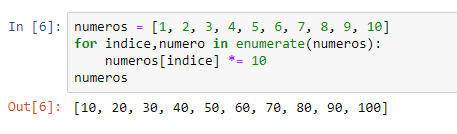 In [6]: numeros = [1, 2, 3, 4, 5, 6, 7, 8, 9, 10]
for indice,numero in enumerate(numeros):
    numeros[indice] *= 10
numeros
Out[6]: [10, 20, 30, 40, 50, 60, 70, 80, 90, 100]